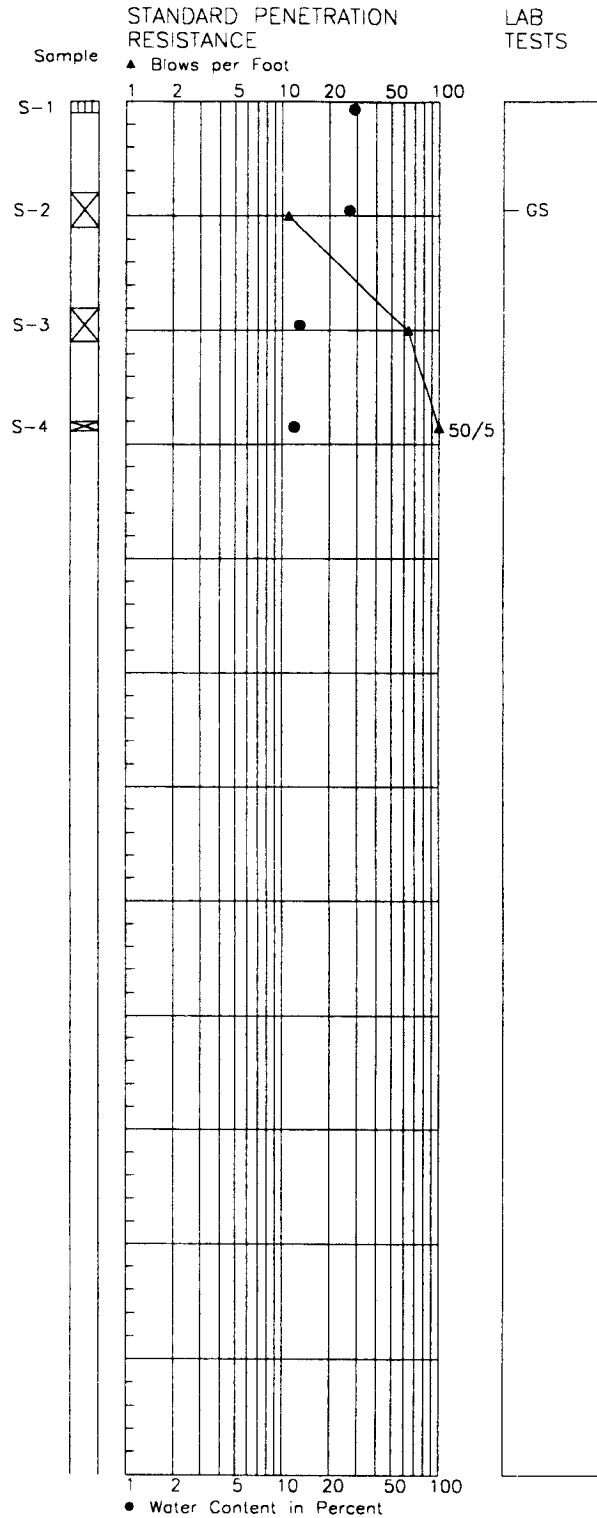 STANDARD PENETRATION
RESISTANCE
LAB
TESTS
Sample
▲ Blows per Foot
1 2 5 10 20 50 100
S-1
S-2
GS
S-3
S-4
50/5
1 2 5 10 20 50 100
● Water Content in Percent